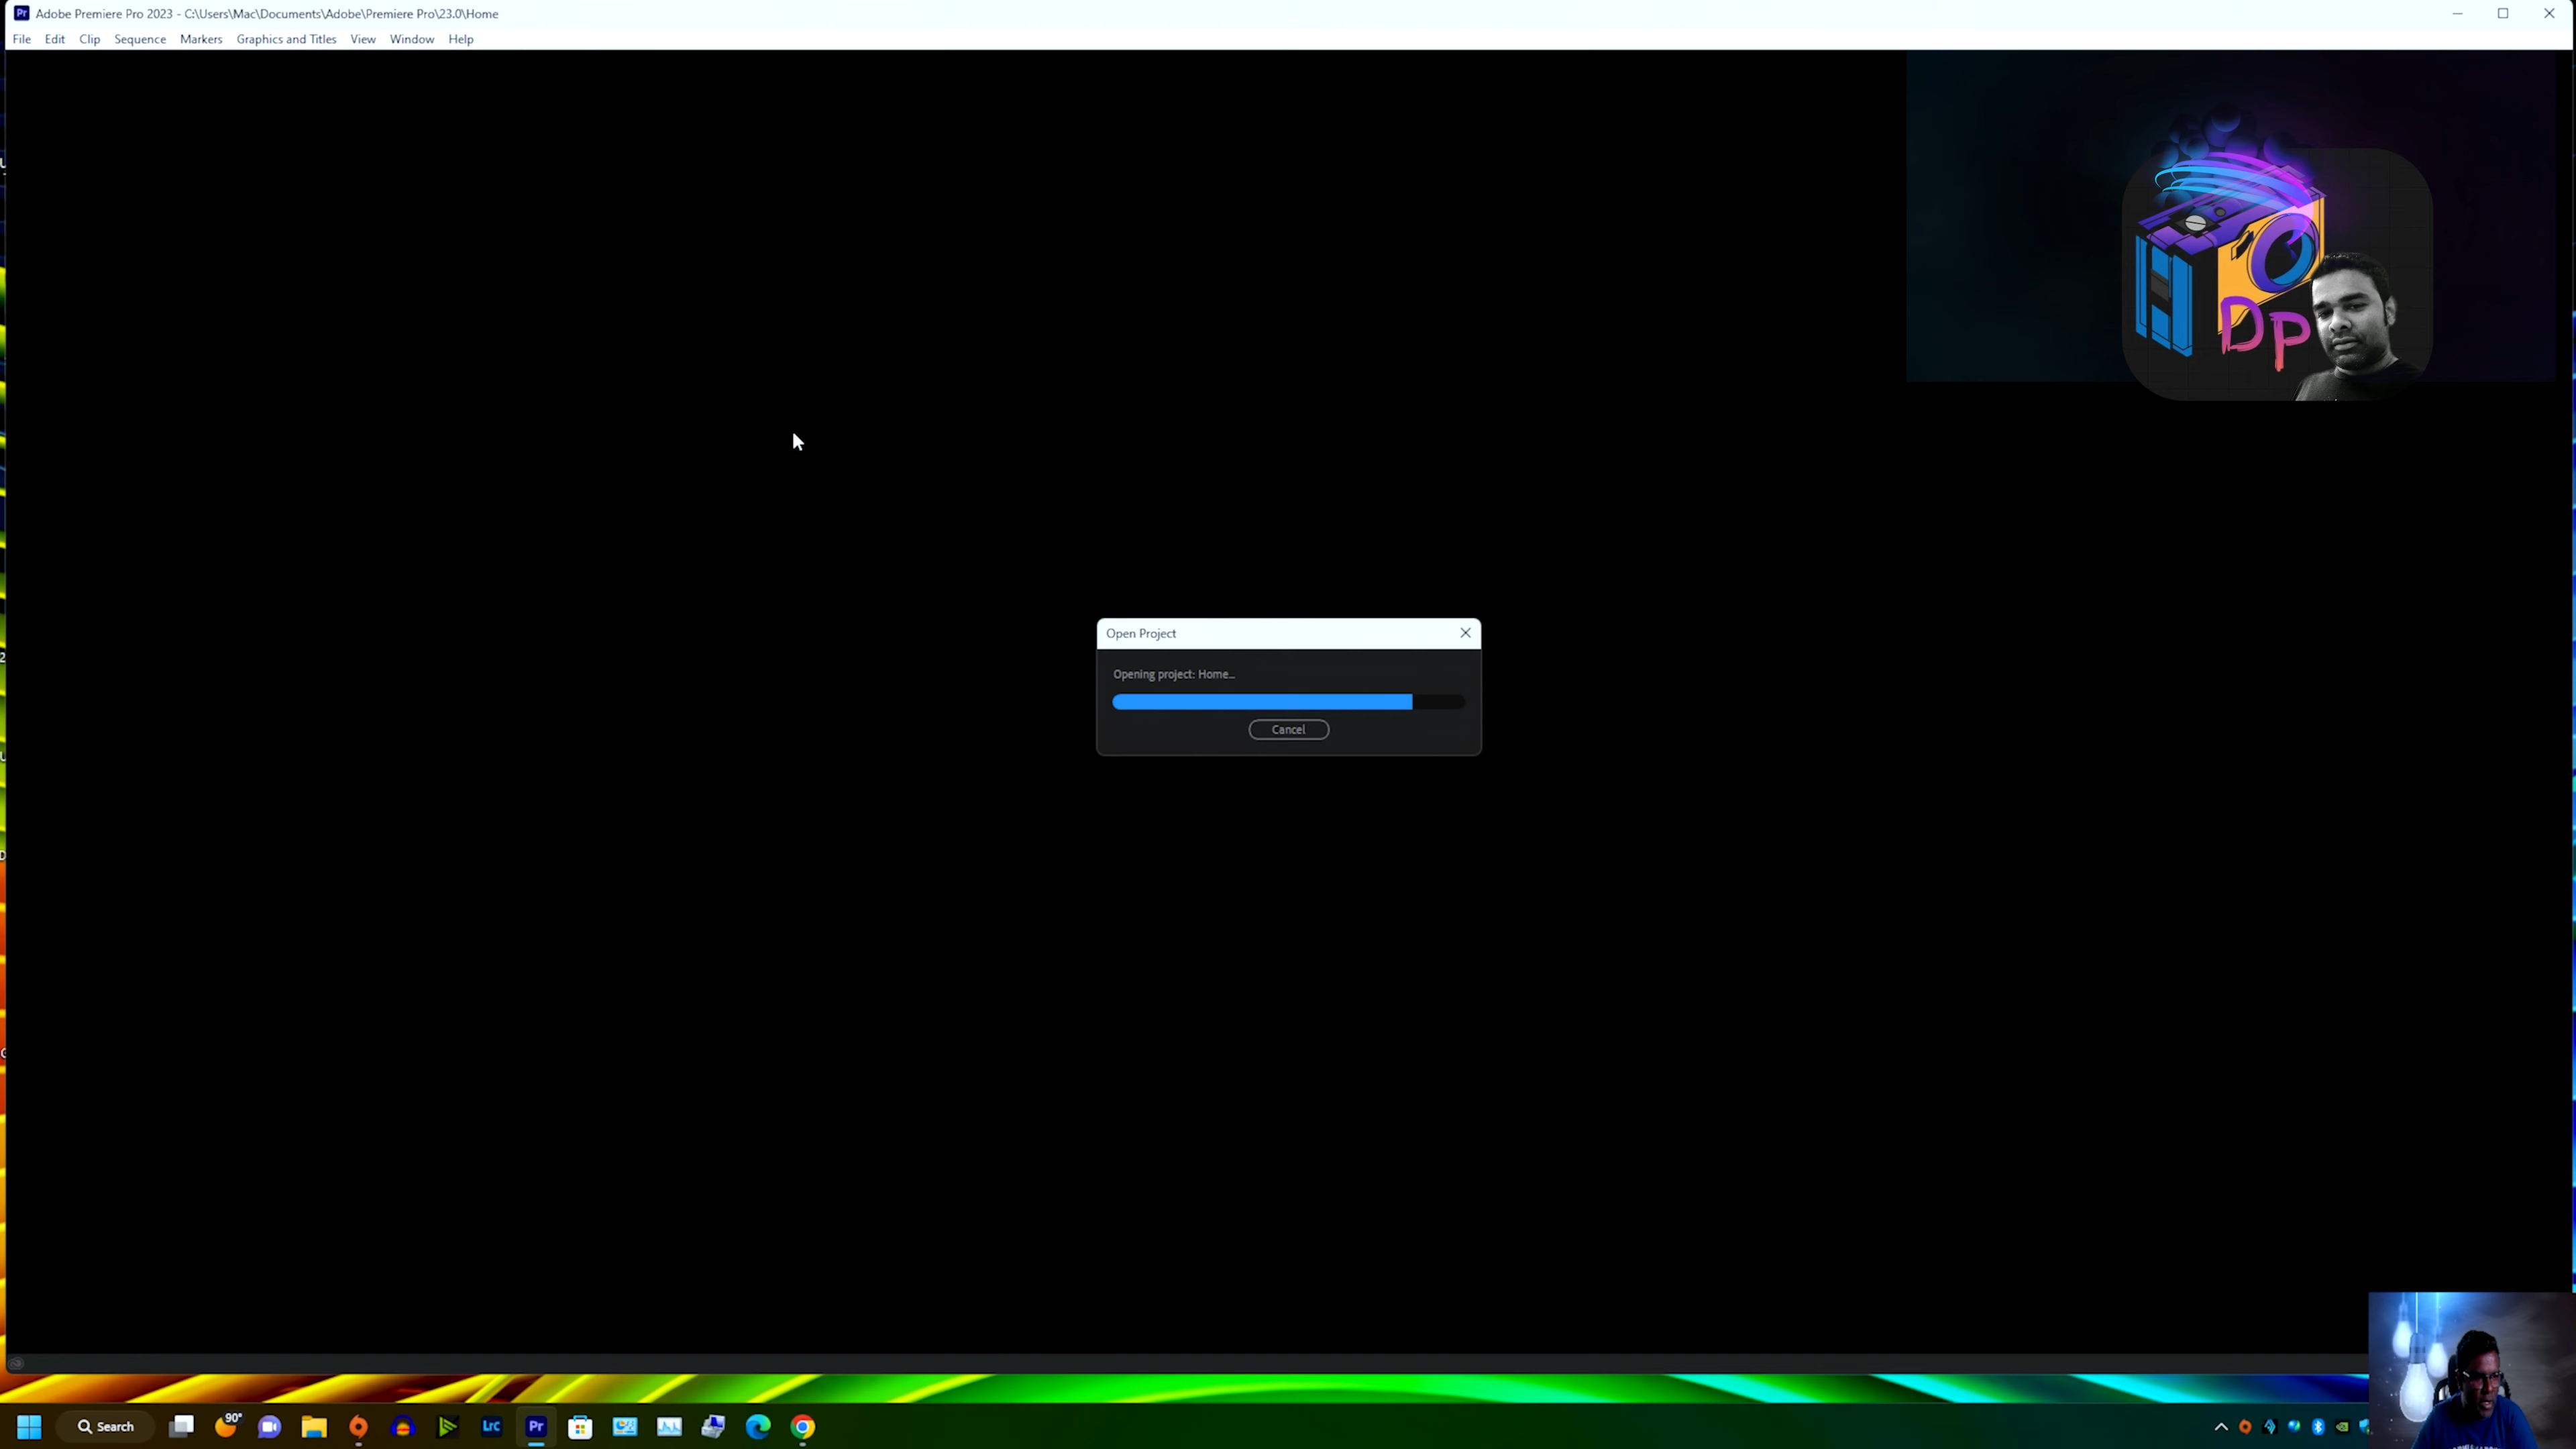 Pr Adobe Premiere Pro 2023 - C:\Users\Mac\Documents\Adobe\Premiere Pro\23.0\Home
File Edit Clip Sequence Markers Graphics and Titles View Window Help
H
Dp
Open Project
Opening project: Home...
Cancel
Search
90°
Lrc
Pr